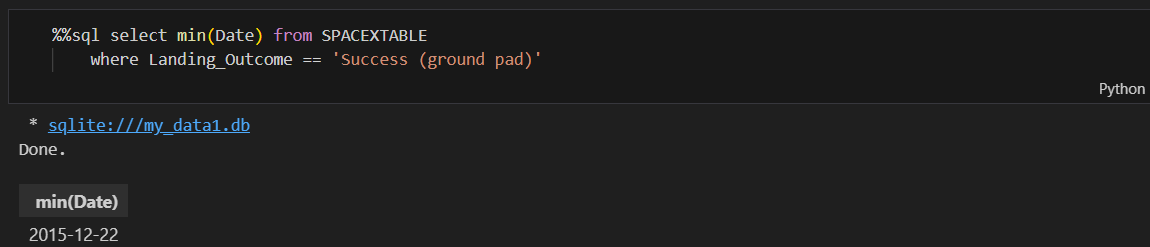 %%sql select min(Date) from SPACEXTABLE
where Landing_Outcome == 'Success (ground pad)'
Python
* sqlite:///my_data1.db
Done.
min(Date)
2015-12-22